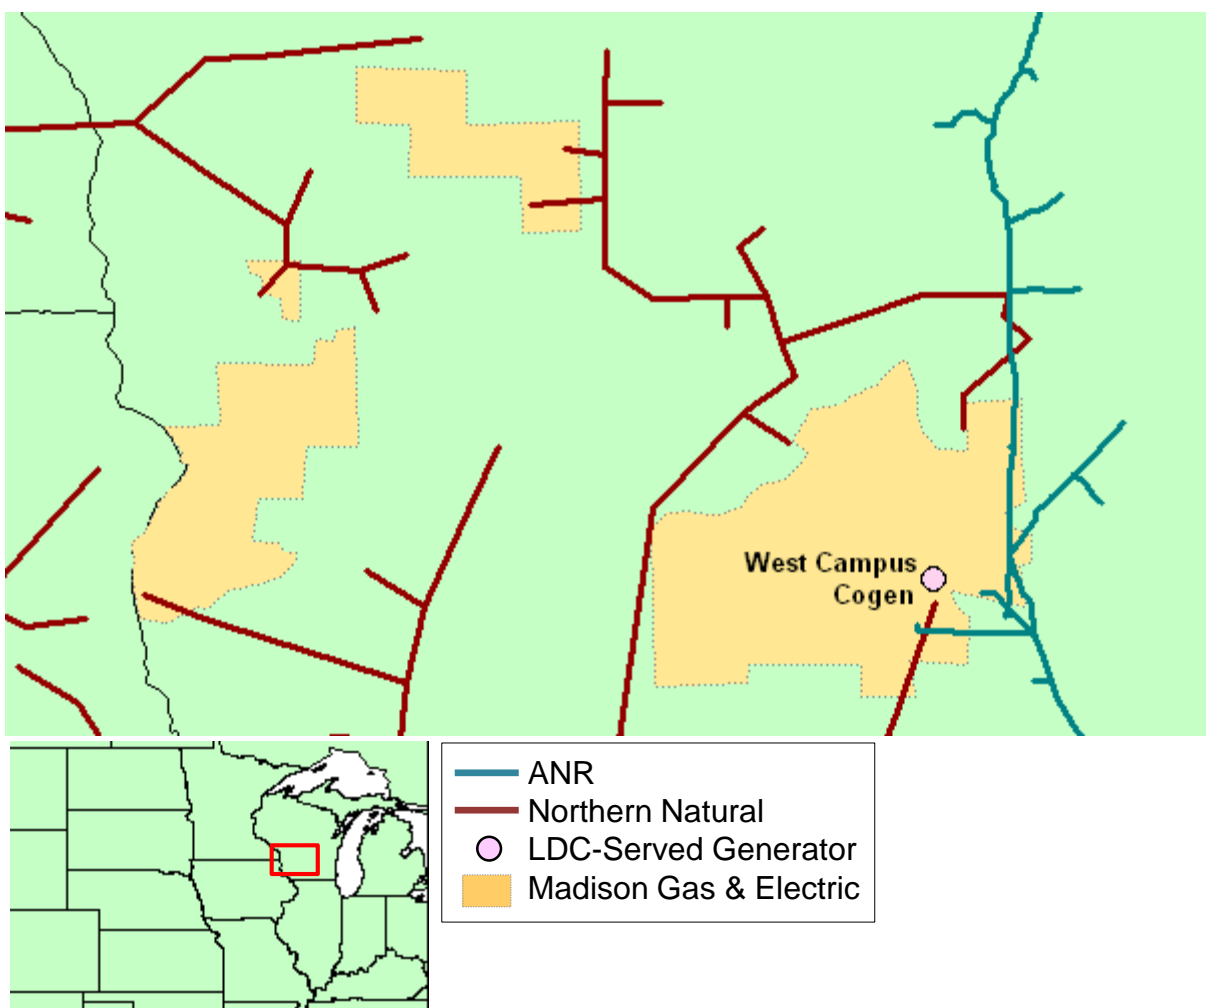 West Campus
Cogen
ANR
Northern Natural
LDC-Served Generator
Madison Gas & Electric